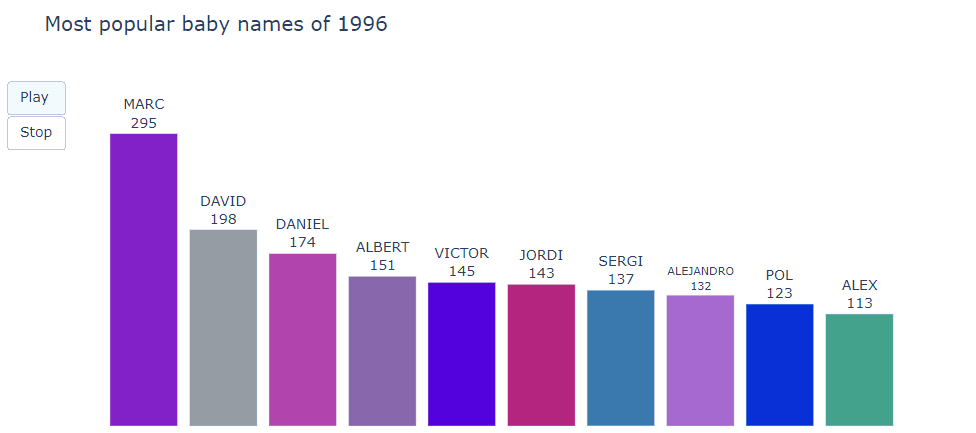 Most popular baby names of 1996
Play
Stop
MARC
295
DAVID
198
DANIEL
174
ALBERT
151
VICTOR
145
JORDI
143
SERGI
137
ALEJANDRO
132
POL
123
ALEX
113